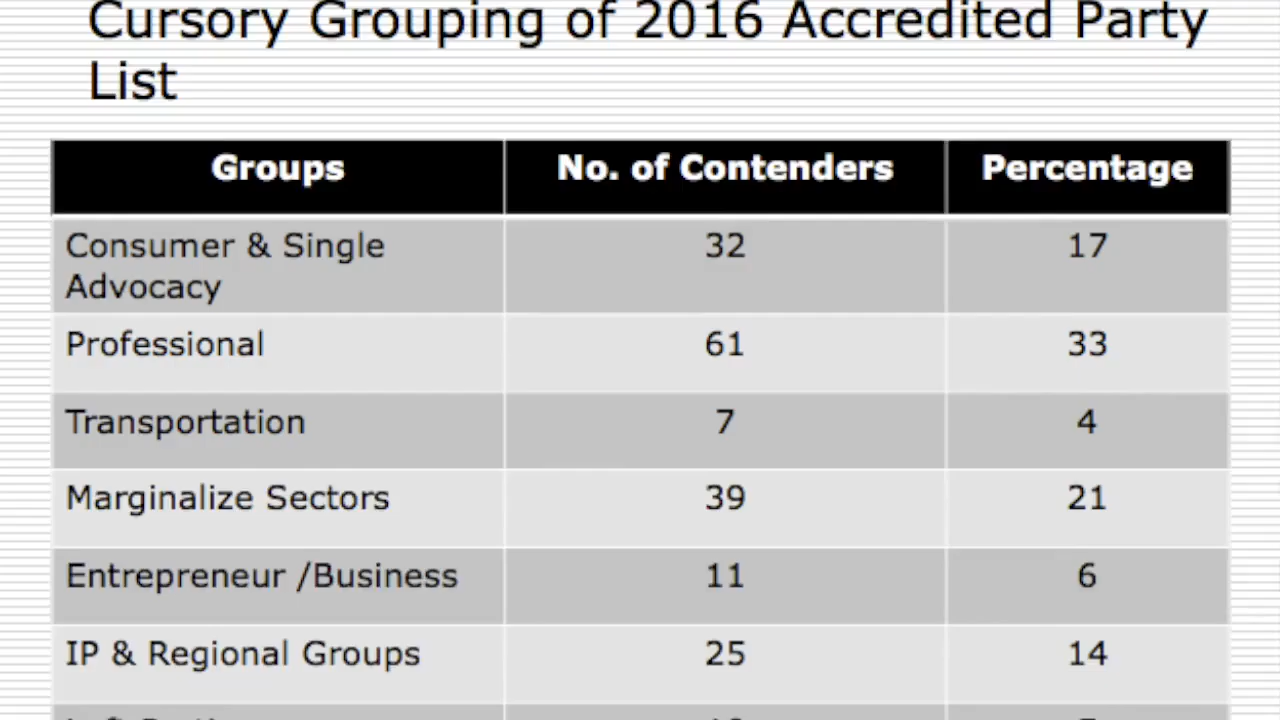 Cursory Grouping of 2016 Accredited Party
List
Groups No. of Contenders Percentage
Consumer & Single 32 17
Advocacy
Professional 61 33
Transportation 7 4
Marginalize Sectors 39 21
Entrepreneur /Business 11 6
IP & Regional Groups 25 14